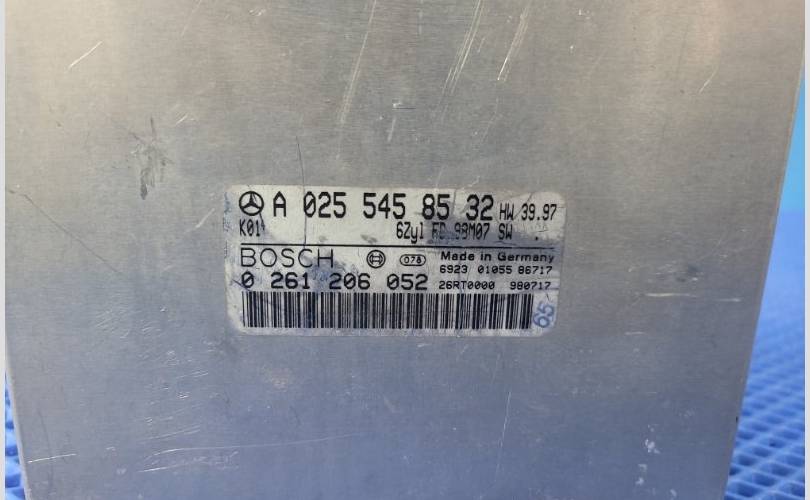 A 025 545 85 32 HW 39.97
K01 6Zyl 98M07 SW .
BOSCH 078 Made in Germany
6923 01055 86717
0 261 206 052 26RT0000 980717
65